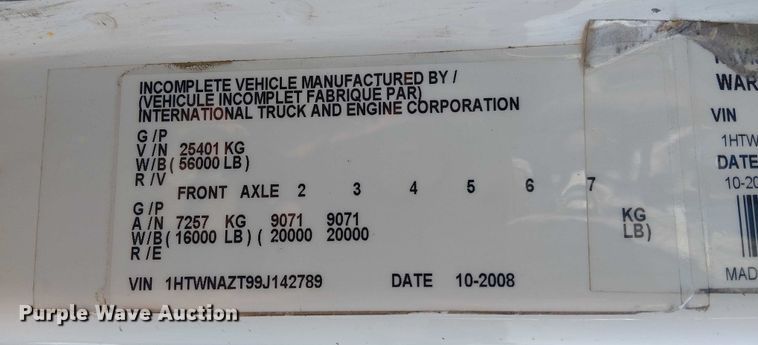 INCOMPLETE VEHICLE MANUFACTURED BY /
(VEHICULE INCOMPLET FABRIQUE PAR)
INTERNATIONAL TRUCK AND ENGINE CORPORATION
G /P
V / N 25401 KG
W/B ( 56000 LB)
R / V
FRONT AXLE 2 3 4 5 6 7
G /P
A / N 7257 KG 9071 9071 KG
W/B ( 16000 LB) ( 20000 20000 LB)
R /E
VIN 1HTWNAZT99J142789 DATE 10-2008
WAR
VIN
1HTW
DATE
10-20
MAD
Purple Wave Auction